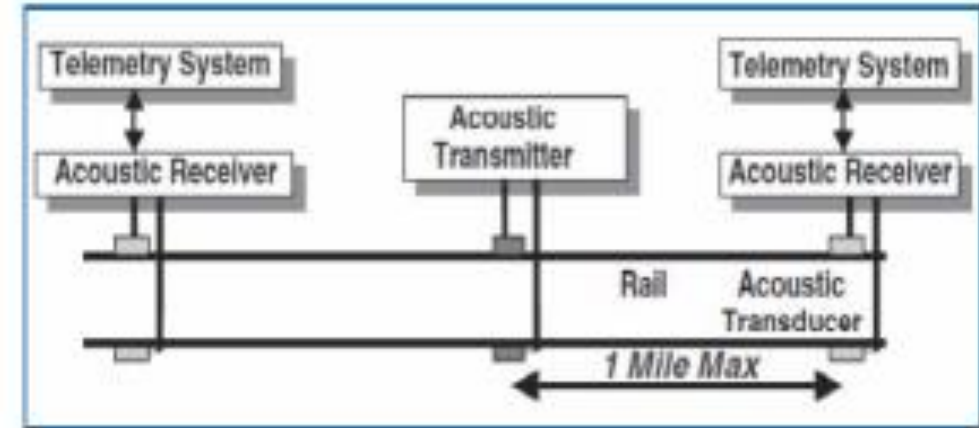 Telemetry System
Telemetry System
Acoustic
Transmitter
Acoustic Receiver
Acoustic Receiver
Rail
Acoustic
Transducer
1 Mile Max